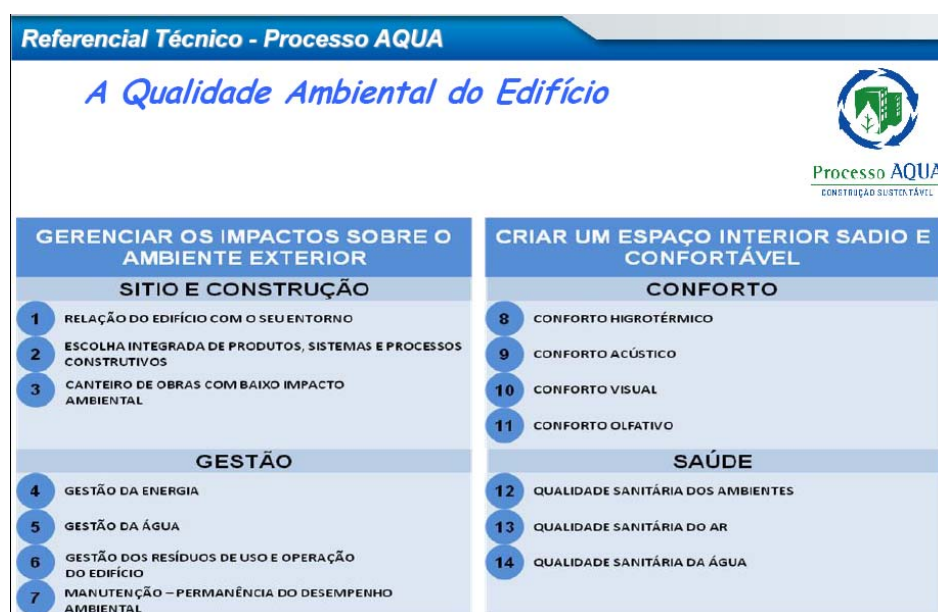 Referencial Técnico - Processo AQUA
A Qualidade Ambiental do Edifício
Processo AQUA
CONSTRUÇÃO SUSTENTÁVEL
GERENCIAR OS IMPACTOS SOBRE O
AMBIENTE EXTERIOR
SITIO E CONSTRUÇÃO
1 RELAÇÃO DO EDIFÍCIO COM O SEU ENTORNO
2 ESCOLHA INTEGRADA DE PRODUTOS, SISTEMAS E PROCESSOS
CONSTRUTIVOS
3 CANTEIRO DE OBRAS COM BAIXO IMPACTO
AMBIENTAL
GESTÃO
4 GESTÃO DA ENERGIA
5 GESTÃO DA ÁGUA
6 GESTÃO DOS RESÍDUOS DE USO E OPERAÇÃO
DO EDIFÍCIO
7 MANUTENÇÃO – PERMANÊNCIA DO DESEMPENHO
AMBIENTAL
CRIAR UM ESPAÇO INTERIOR SADIO E
CONFORTÁVEL
CONFORTO
8 CONFORTO HIGROTÉRMICO
9 CONFORTO ACÚSTICO
10 CONFORTO VISUAL
11 CONFORTO OLFATIVO
SAÚDE
12 QUALIDADE SANITÁRIA DOS AMBIENTES
13 QUALIDADE SANITÁRIA DO AR
14 QUALIDADE SANITÁRIA DA ÁGUA